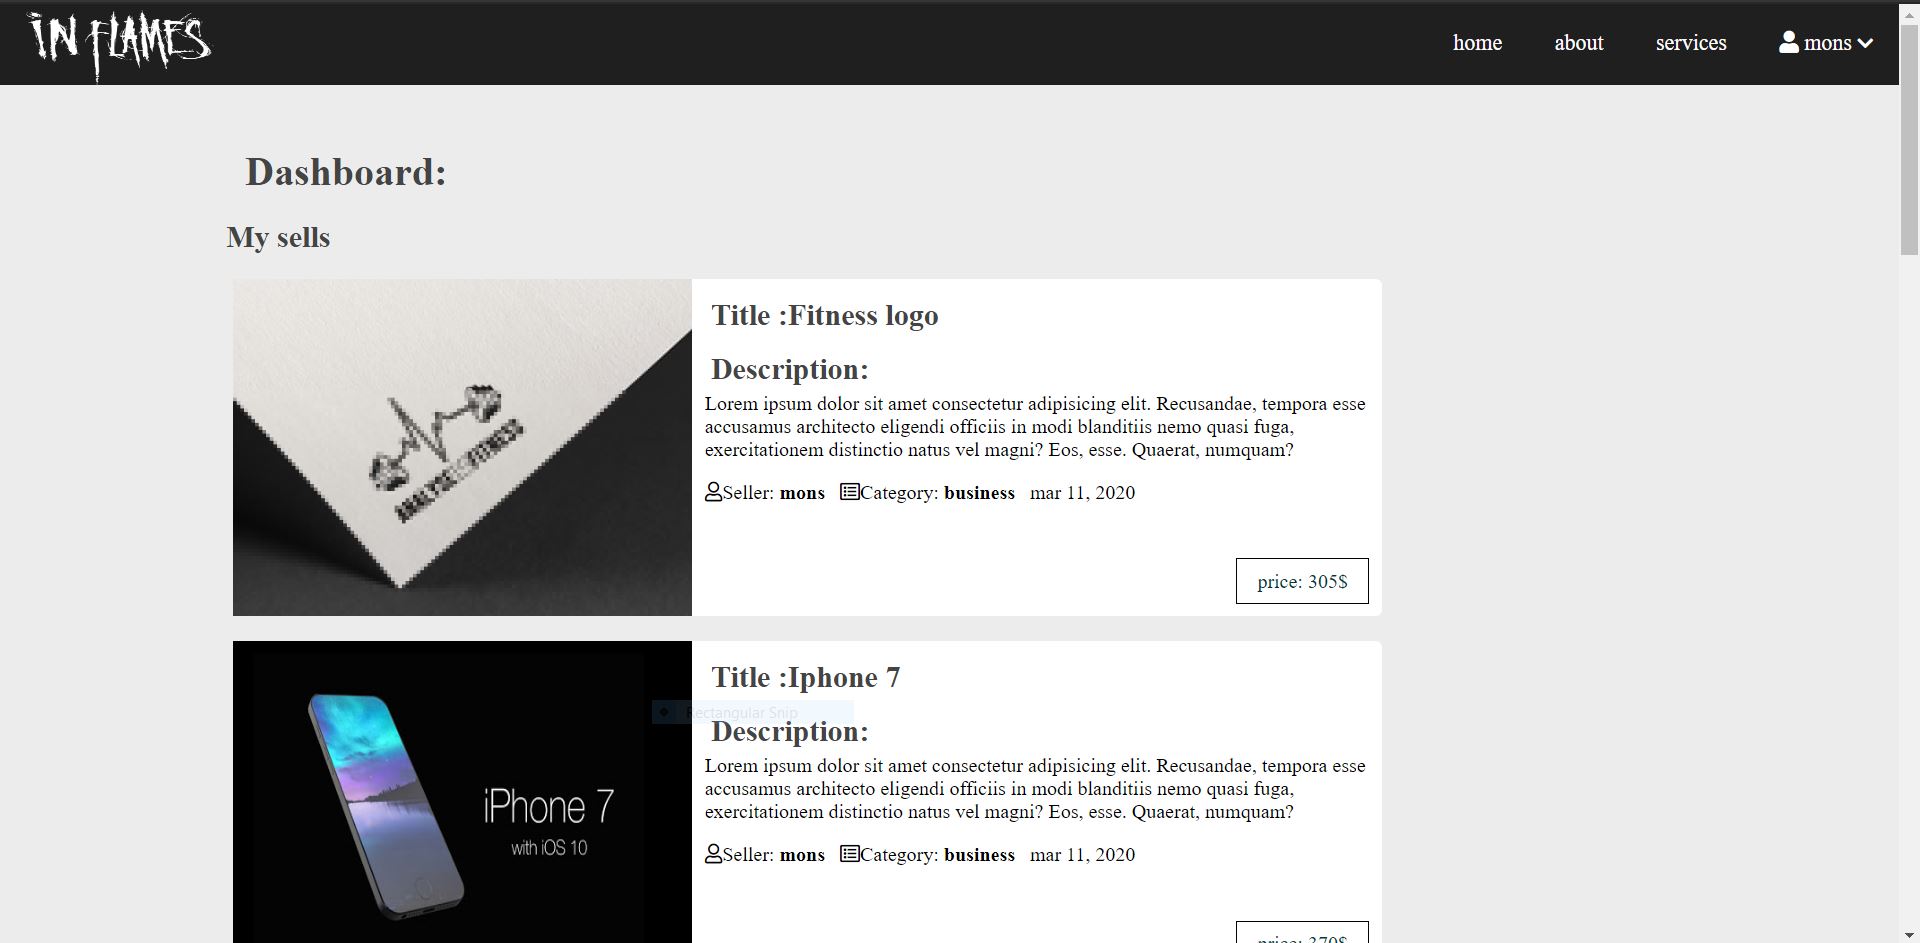 IN FLAMES
home about services mons
Dashboard:
My sells
Title :Fitness logo
Description:
Lorem ipsum dolor sit amet consectetur adipisicing elit. Recusandae, tempora esse
accusamus architecto eligendi officiis in modi blanditiis nemo quasi fuga,
exercitationem distinctio natus vel magni? Eos, esse. Quaerat, numquam?
Seller: mons Category: business mar 11, 2020
price: 305$
Title :Iphone 7
Rectangular Snip
Description:
Lorem ipsum dolor sit amet consectetur adipisicing elit. Recusandae, tempora esse
accusamus architecto eligendi officiis in modi blanditiis nemo quasi fuga,
exercitationem distinctio natus vel magni? Eos, esse. Quaerat, numquam?
iPhone 7
with iOS 10
Seller: mons Category: business mar 11, 2020
price: 370$